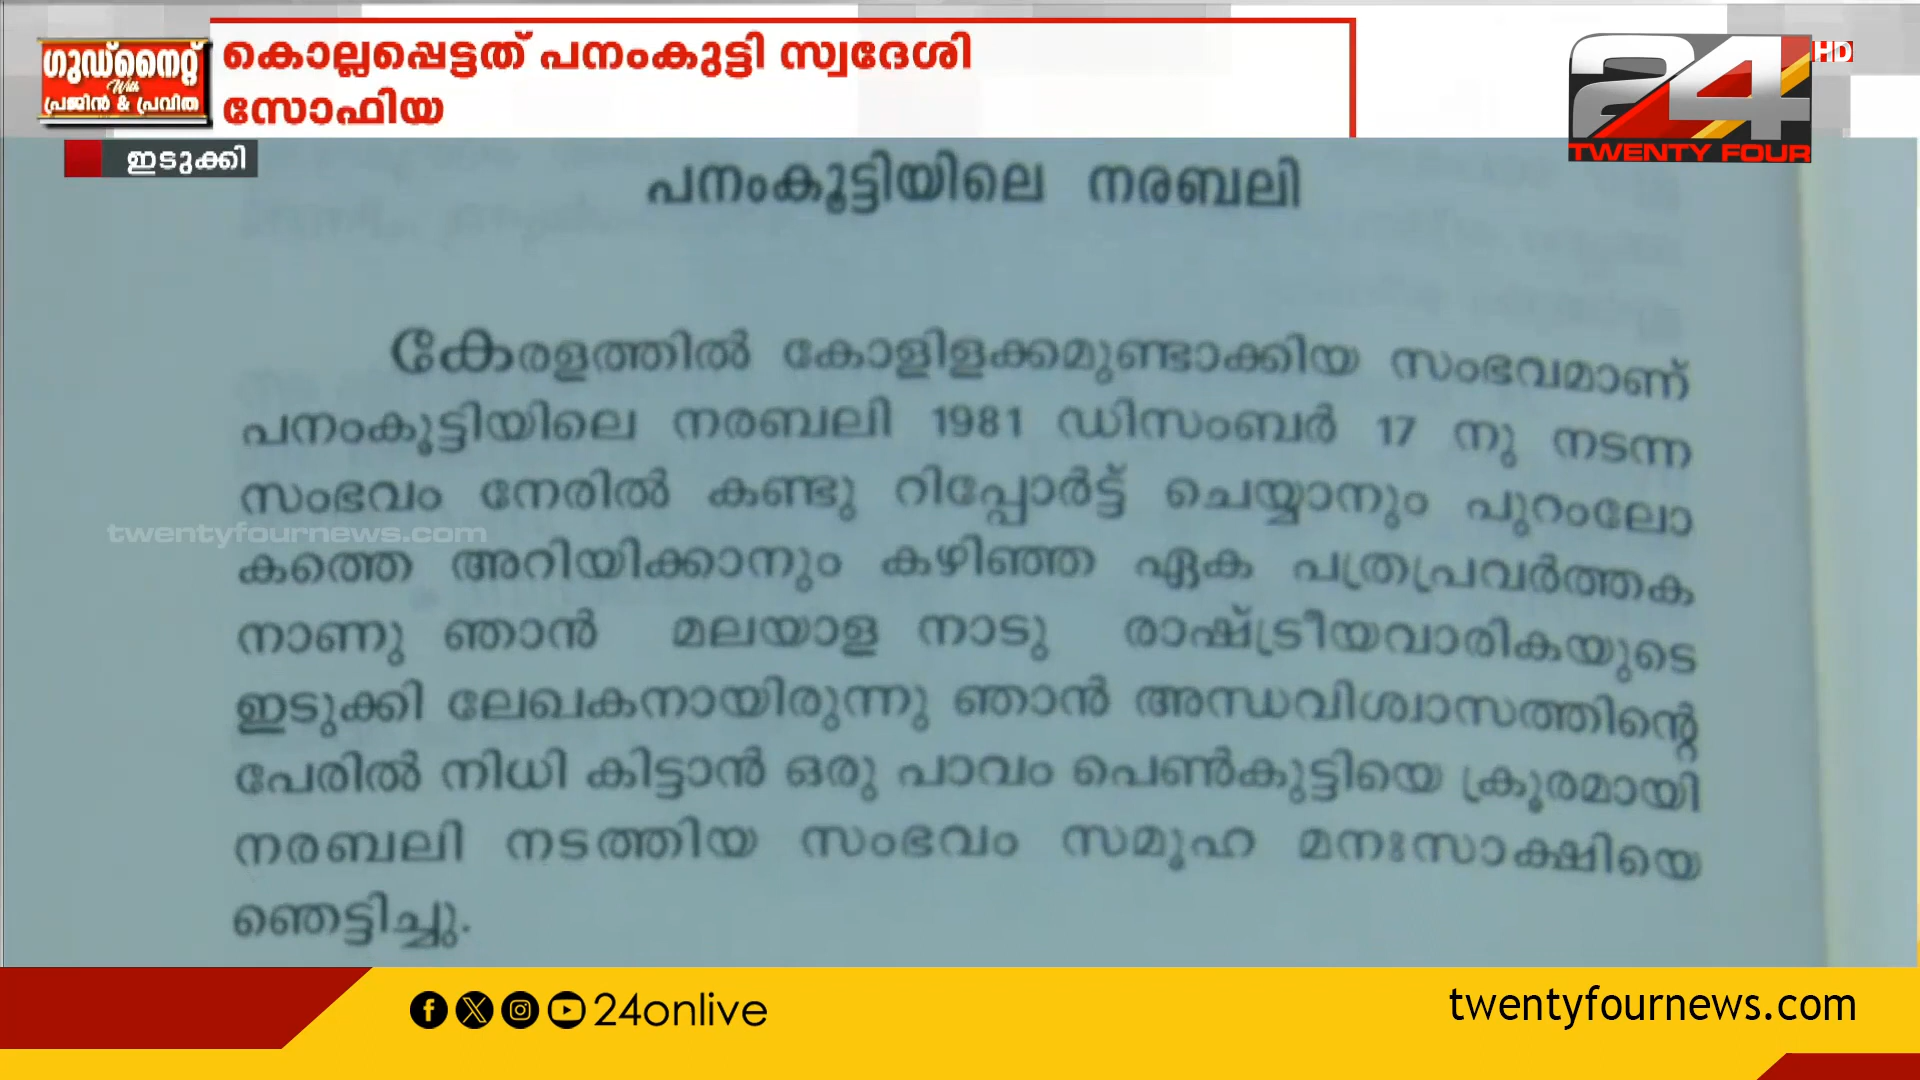 ഗുഡ്നൈറ്റ്
With
പ്രജിൻ & പ്രവിത
കൊല്ലപ്പെട്ടത് പനംകുട്ടി സ്വദേശി
സോഫിയ
24 HD
TWENTY FOUR
ഇടുക്കി
പനംകൂട്ടിയിലെ നരബലി
കേരളത്തിൽ കോളിളക്കമുണ്ടാക്കിയ സംഭവമാണ്
പനംകൂട്ടിയിലെ നരബലി 1981 ഡിസംബർ 17 നു നടന്ന
സംഭവം നേരിൽ കണ്ടു റിപ്പോർട്ട് ചെയ്യാനും പുറംലോ
കത്തെ അറിയിക്കാനും കഴിഞ്ഞ ഏക പത്രപ്രവർത്തക
നാണു ഞാൻ മലയാള നാടു രാഷ്ട്രീയവാരികയുടെ
ഇടുക്കി ലേഖകനായിരുന്നു ഞാൻ അന്ധവിശ്വാസത്തിന്റെ
പേരിൽ നിധി കിട്ടാൻ ഒരു പാവം പെൺകുട്ടിയെ ക്രൂരമായി
നരബലി നടത്തിയ സംഭവം സമൂഹ മനഃസാക്ഷിയെ
ഞെട്ടിച്ചു.
twentyfournews.com
24onlive
twentyfournews.com